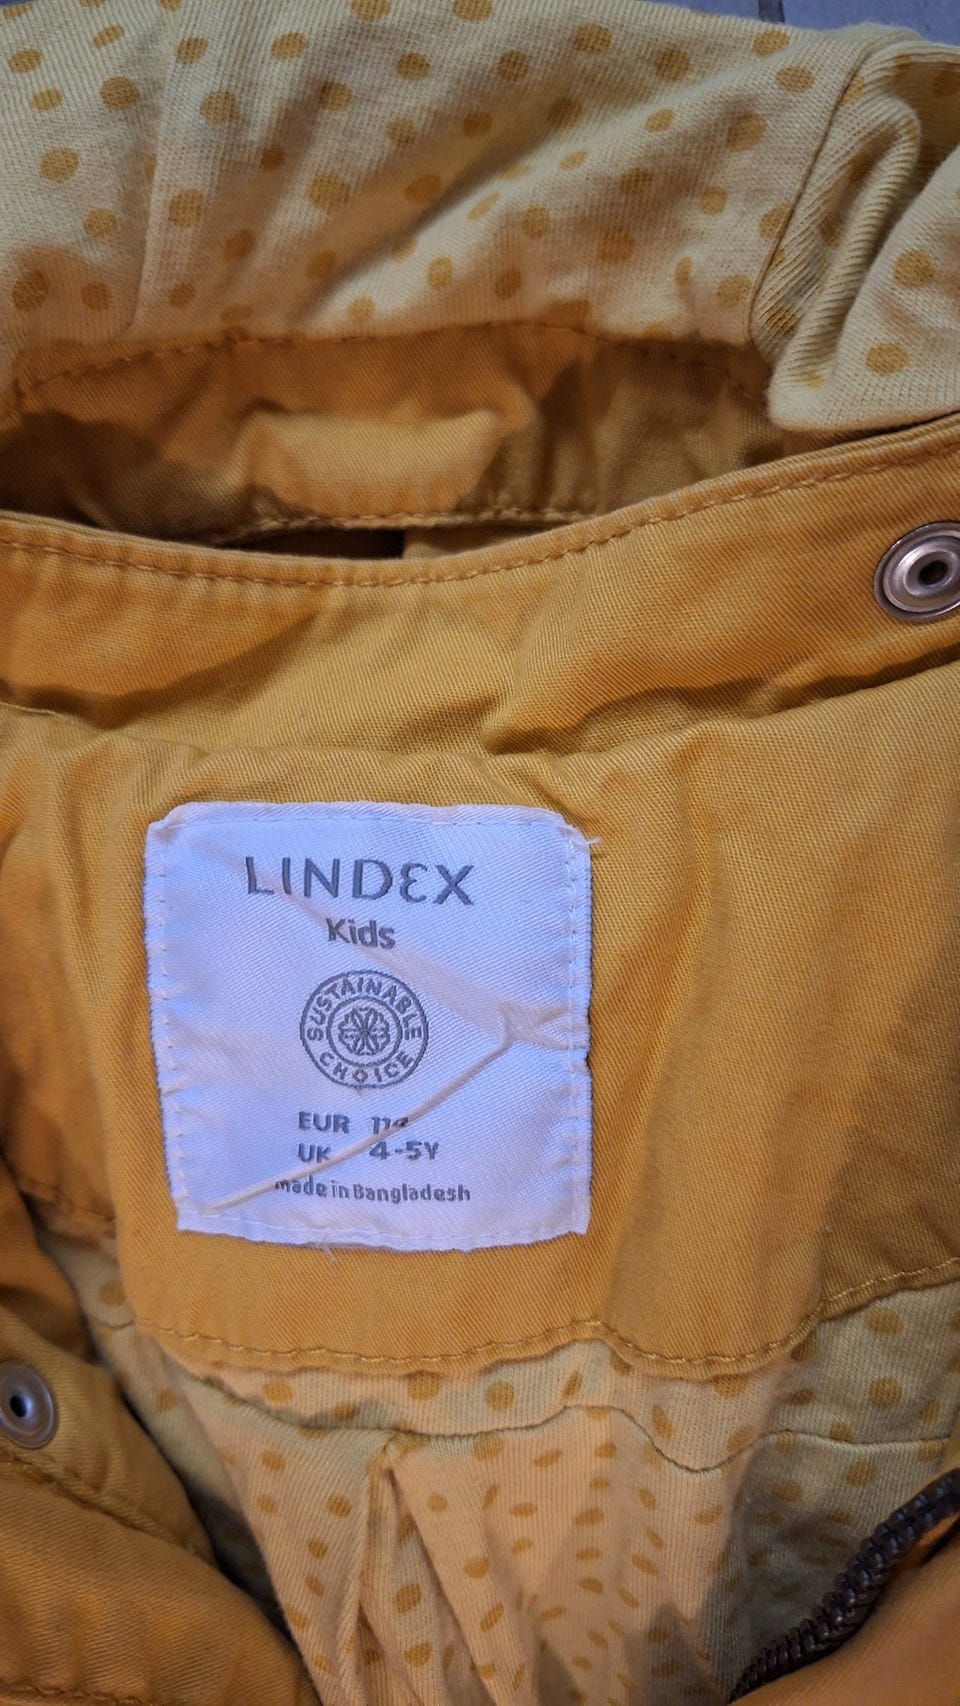 LINDEX
Kids
SUSTAINABLE
CHOICE
EUR
UK 4-5Y
made in Bangladesh